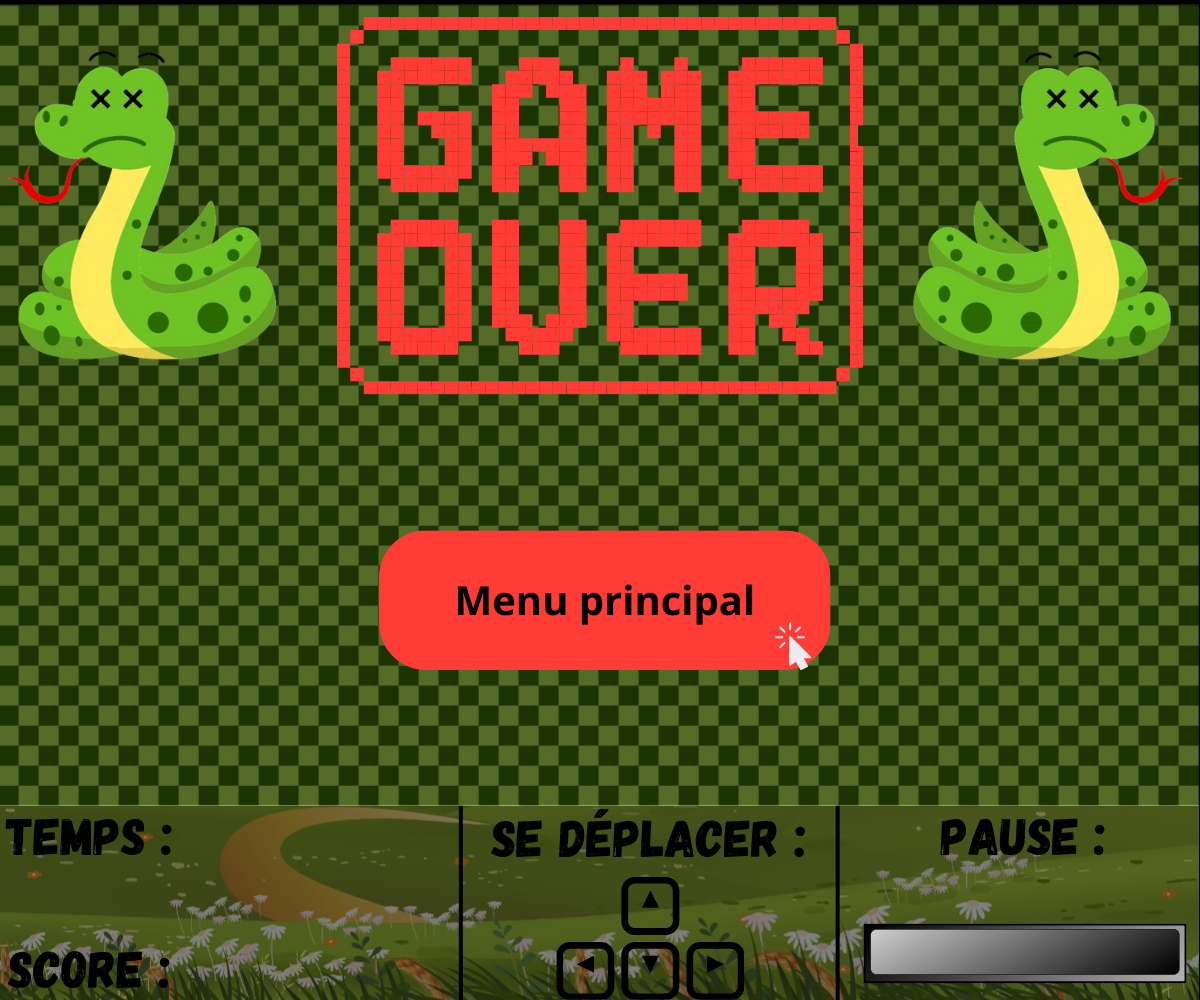 GAME
OVER
Menu principal
TEMPS :
SE DÉPLACER :
PAUSE :
SCORE :